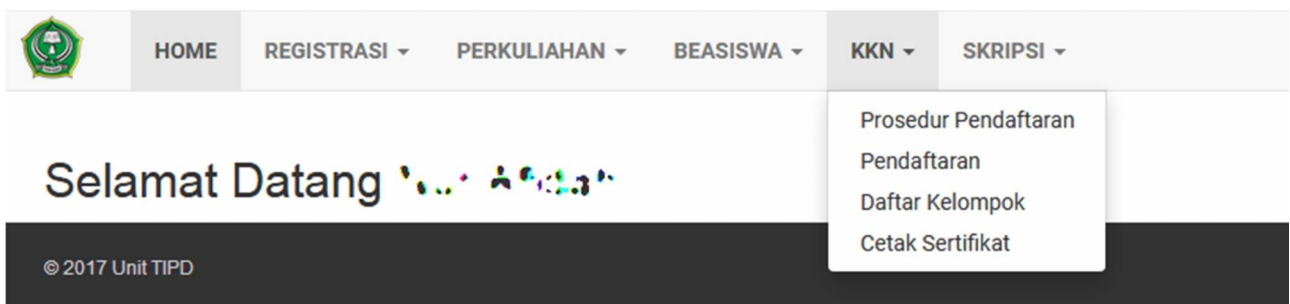 HOME REGISTRASI PERKULIAHAN BEASISWA KKN SKRIPSI
Prosedur Pendaftaran
Pendaftaran
Daftar Kelompok
Cetak Sertifikat
Selamat Datang
© 2017 Unit TIPD